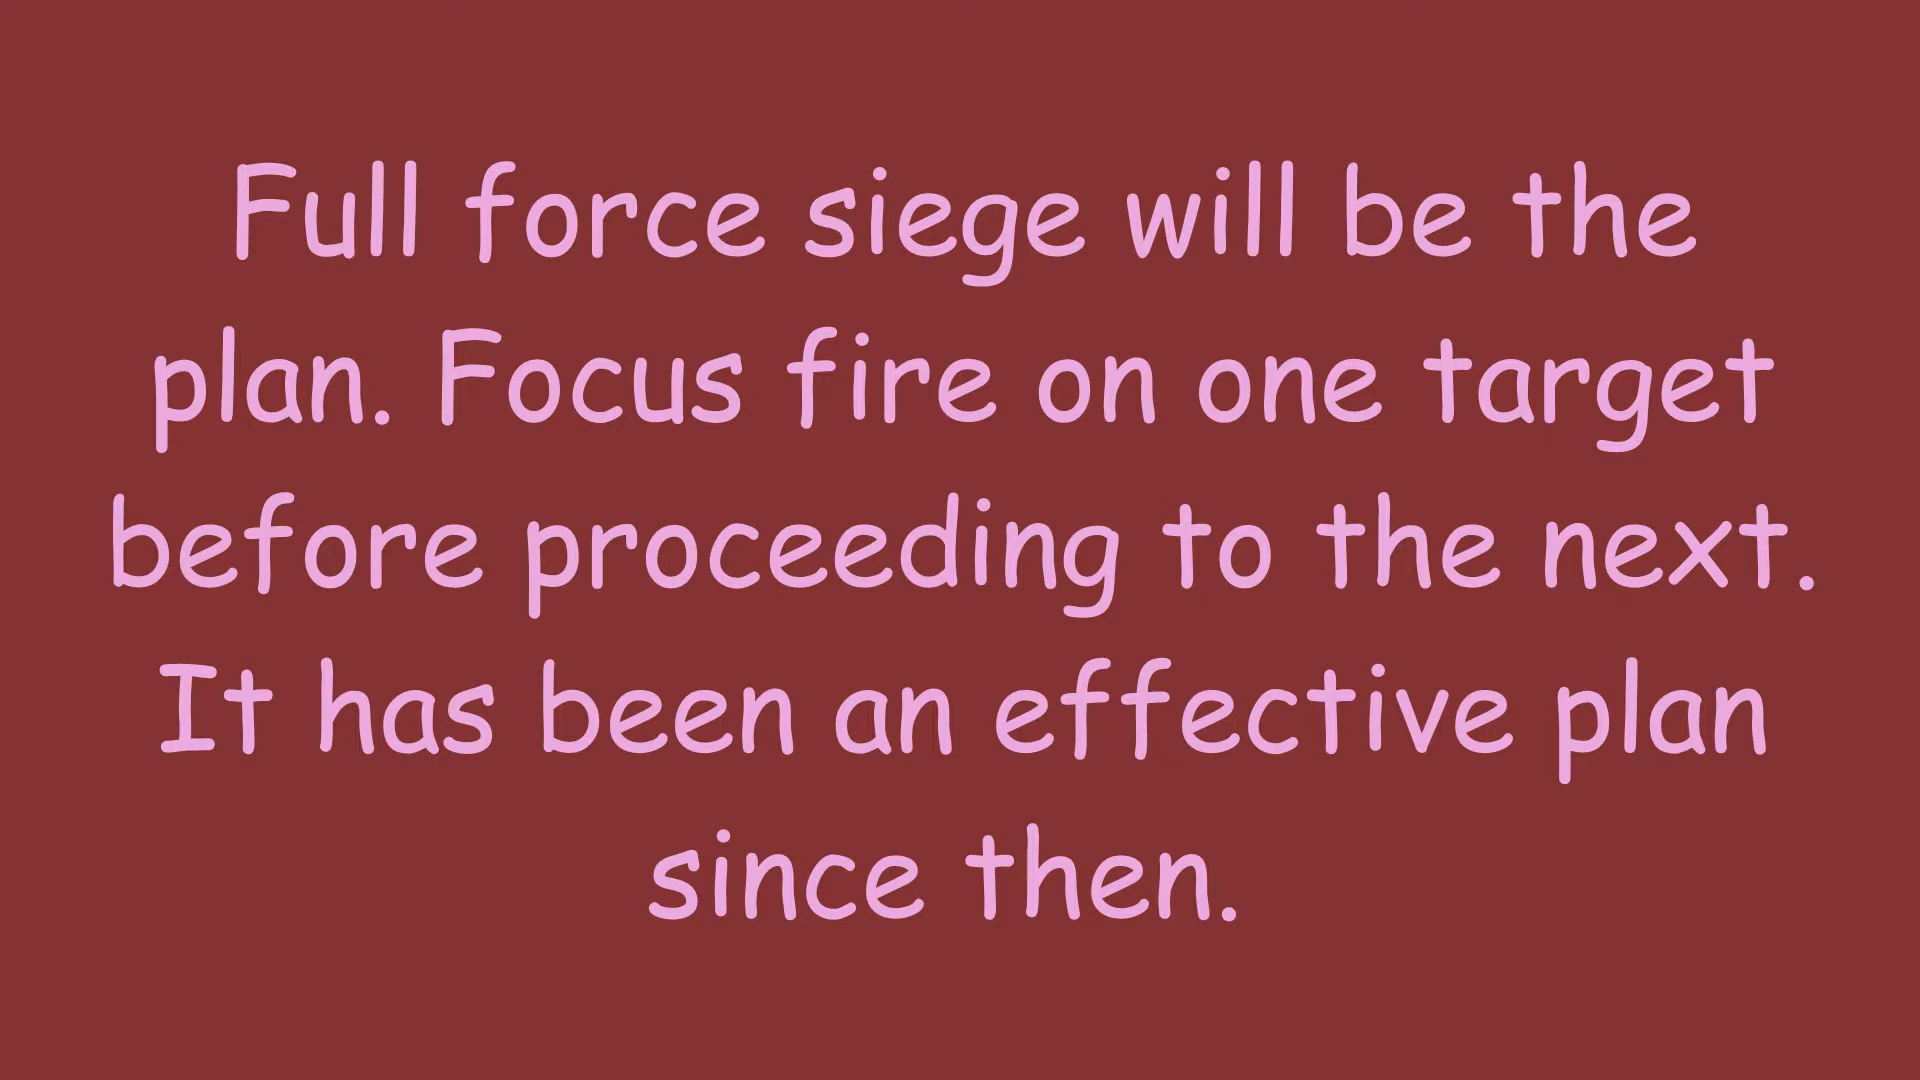 Full force siege will be the
plan. Focus fire on one target
before proceeding to the next.
It has been an effective plan
since then.